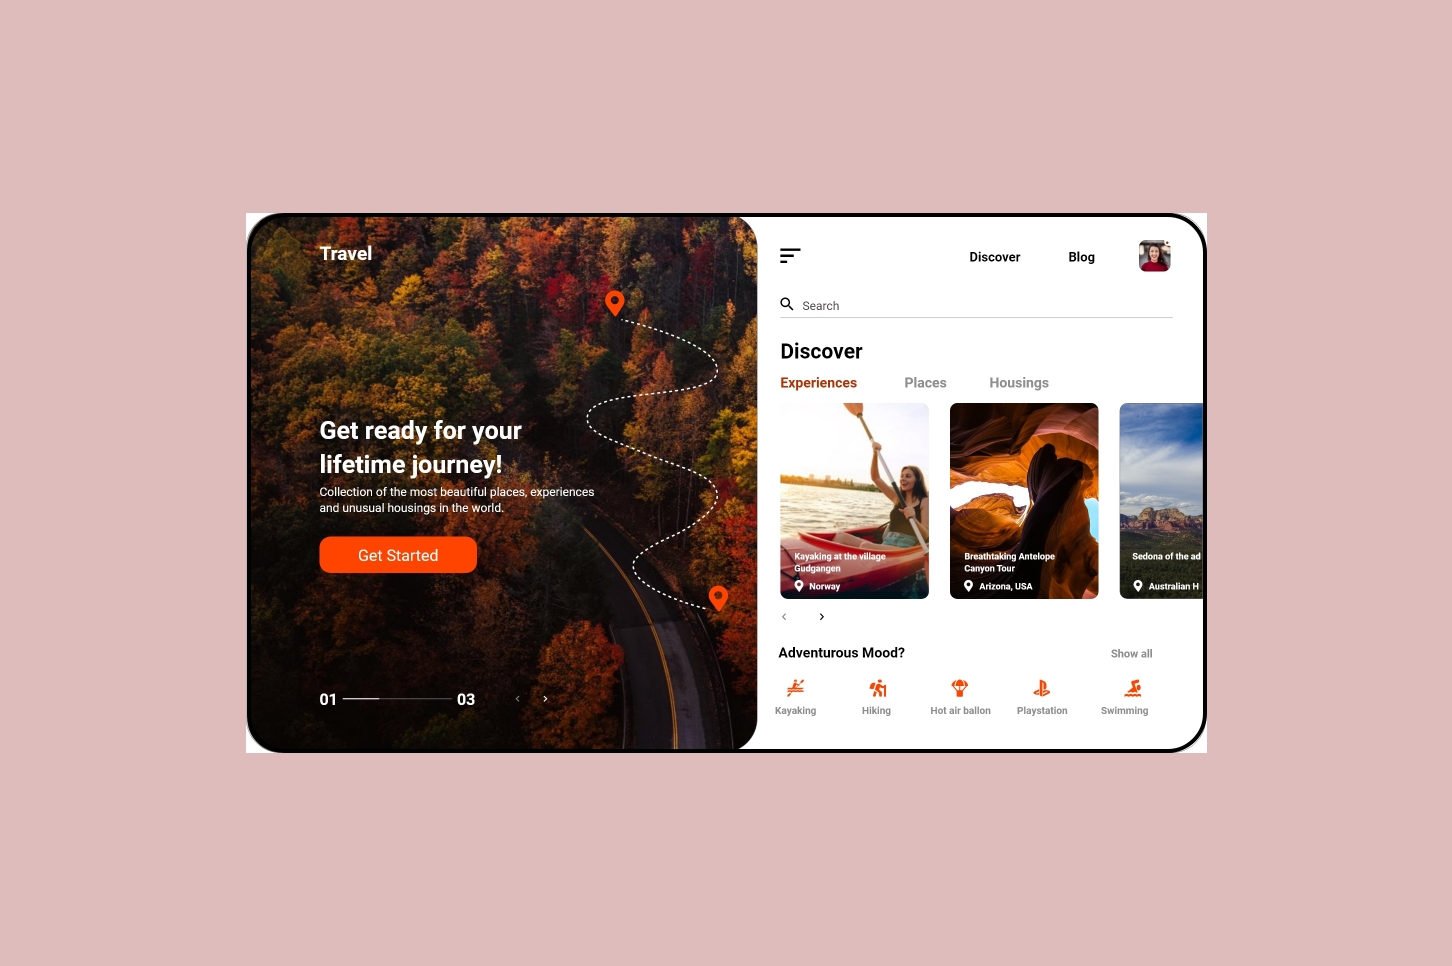 Travel
Get ready for your
lifetime journey!
Collection of the most beautiful places, experiences
and unusual housings in the world.
Get Started
01
03
Discover
Blog
Search
Discover
Experiences
Places
Housings
Kayaking at the village
Gudgangen
Norway
Breathtaking Antelope
Canyon Tour
Arizona, USA
Sedona of the ad
Australian H
Adventurous Mood?
Show all
Kayaking
Hiking
Hot air ballon
Playstation
Swimming